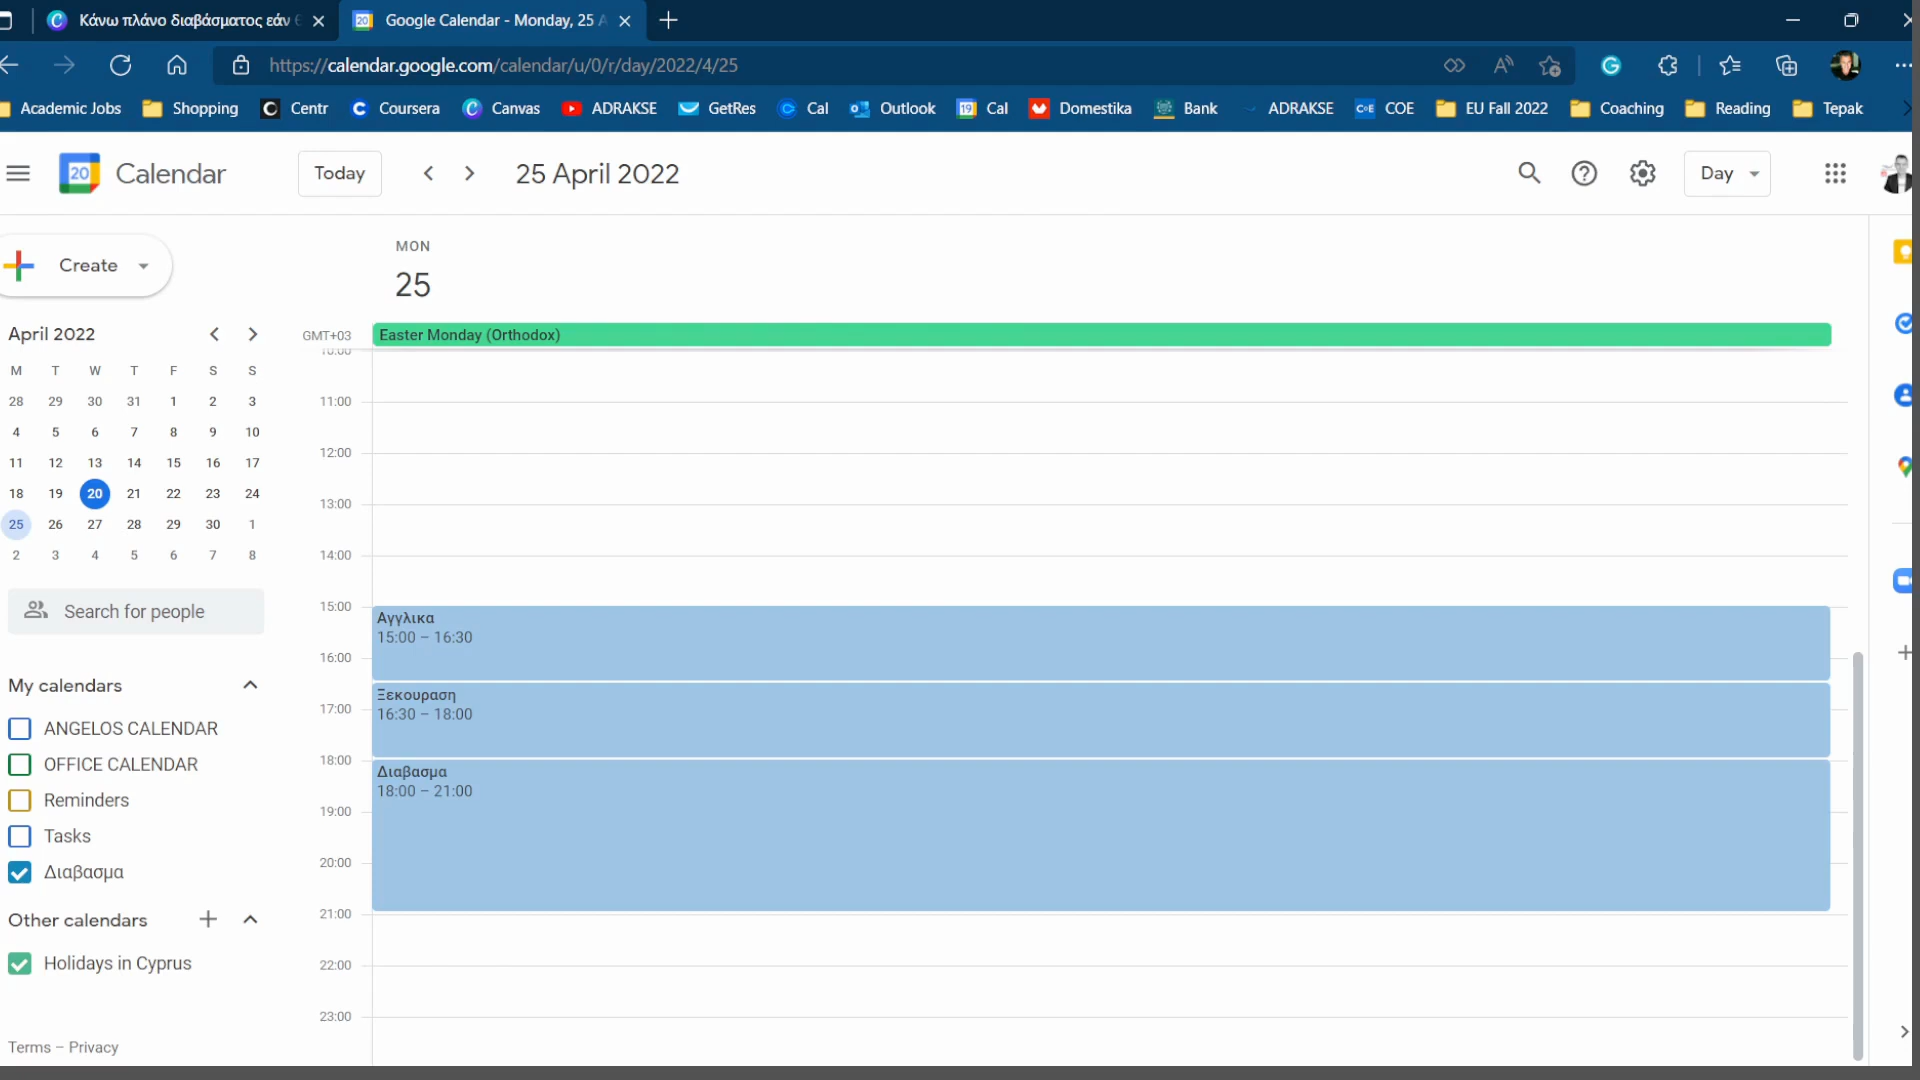 Κάνω πλάνο διαβάσματος εάν
Google Calendar - Monday, 25 A
https://calendar.google.com/calendar/u/0/r/day/2022/4/25
Academic Jobs Shopping Centr Coursera Canvas ADRAKSE GetRes Cal Outlook Cal Domestika Bank ADRAKSE COE EU Fall 2022 Coaching Reading Tepak
20 Calendar Today 25 April 2022 Day
Create
MON
25
April 2022
GMT+03 Easter Monday (Orthodox)
M T W T F S S
28 29 30 31 1 2 3
4 5 6 7 8 9 10
11 12 13 14 15 16 17
18 19 20 21 22 23 24
25 26 27 28 29 30 1
2 3 4 5 6 7 8
Search for people
My calendars
ANGELOS CALENDAR
OFFICE CALENDAR
Reminders
Tasks
Διαβασμα
Other calendars
Holidays in Cyprus
Terms – Privacy
10:00
11:00
12:00
13:00
14:00
15:00
Αγγλικα
15:00 – 16:30
16:00
Ξεκουραση
16:30 – 18:00
17:00
18:00
Διαβασμα
18:00 – 21:00
19:00
20:00
21:00
22:00
23:00